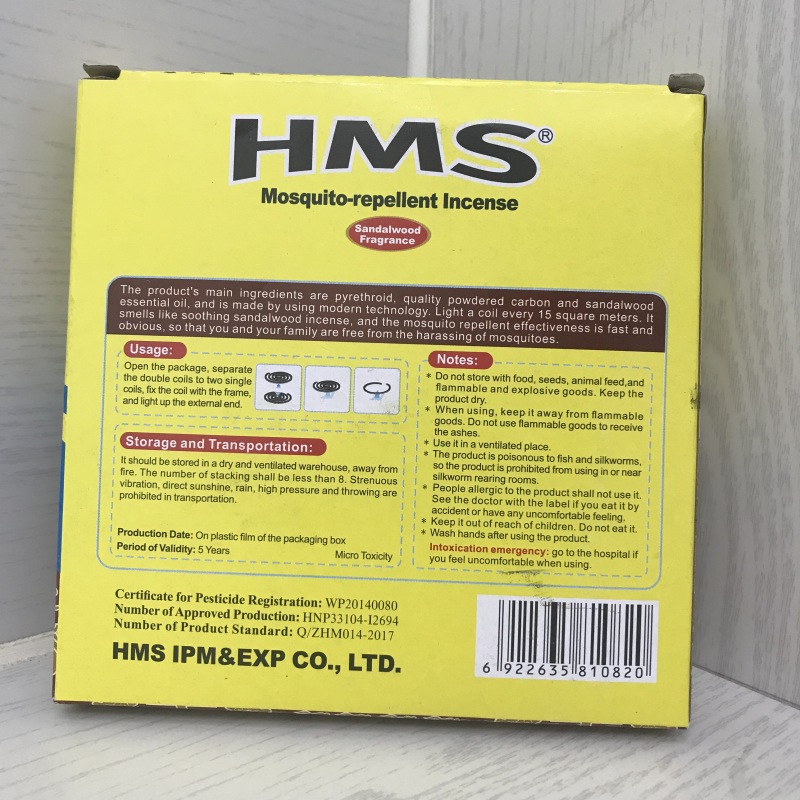 HMS®
Mosquito-repellent Incense
Sandalwood
Fragrance
The product's main ingredients are pyrethroid, quality powdered carbon and sandalwood
essential oil, and is made by using modern technology. Light a coil every 15 square meters. It
smells like soothing sandalwood incense, and the mosquito repellent effectiveness is fast and
obvious, so that you and your family are free from the harassing of mosquitoes.
Usage:
Open the package, separate
the double coils to two single
coils, fix the coil with the frame,
and light up the external end.
Storage and Transportation:
It should be stored in a dry and ventilated warehouse, away from
fire. The number of stacking shall be less than 8. Strenuous
vibration, direct sunshine, rain, high pressure and throwing are
prohibited in transportation.
Production Date: On plastic film of the packaging box
Period of Validity: 5 Years
Micro Toxicity
Notes:
* Do not store with food, seeds, animal feed,and
flammable and explosive goods. Keep the
product dry.
* When using, keep it away from flammable
goods. Do not use flammable goods to receive
the ashes.
* Use it in a ventilated place.
* The product is poisonous to fish and silkworms,
so the product is prohibited from using in or near
silkworm rearing rooms.
* People allergic to the product shall not use it.
See the doctor with the label if you eat it by
accident or have any uncomfortable feeling.
* Keep it out of reach of children. Do not eat it.
* Wash hands after using the product.
Intoxication emergency: go to the hospital if
you feel uncomfortable when using.
Certificate for Pesticide Registration: WP20140080
Number of Approved Production: HNP33104-I2694
Number of Product Standard: Q/ZHM014-2017
HMS IPM&EXP CO., LTD.
6 922635 810820